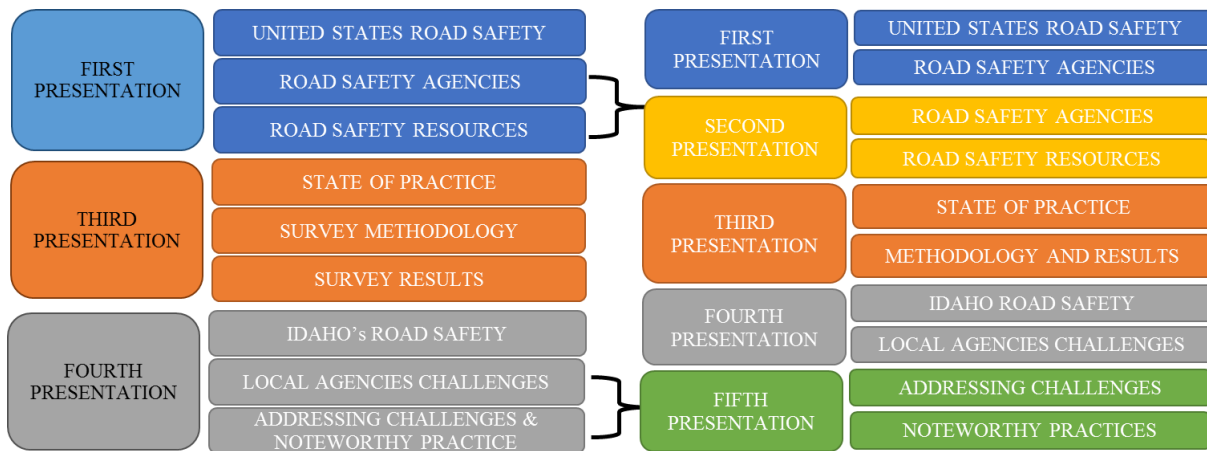 FIRST
PRESENTATION
UNITED STATES ROAD SAFETY
ROAD SAFETY AGENCIES
ROAD SAFETY RESOURCES
THIRD
PRESENTATION
STATE OF PRACTICE
SURVEY METHODOLOGY
SURVEY RESULTS
FOURTH
PRESENTATION
IDAHO's ROAD SAFETY
LOCAL AGENCIES CHALLENGES
ADDRESSING CHALLENGES &
NOTEWORTHY PRACTICE
FIRST
PRESENTATION
UNITED STATES ROAD SAFETY
ROAD SAFETY AGENCIES
SECOND
PRESENTATION
ROAD SAFETY AGENCIES
ROAD SAFETY RESOURCES
THIRD
PRESENTATION
STATE OF PRACTICE
METHODOLOGY AND RESULTS
FOURTH
PRESENTATION
IDAHO ROAD SAFETY
LOCAL AGENCIES CHALLENGES
FIFTH
PRESENTATION
ADDRESSING CHALLENGES
NOTEWORTHY PRACTICES